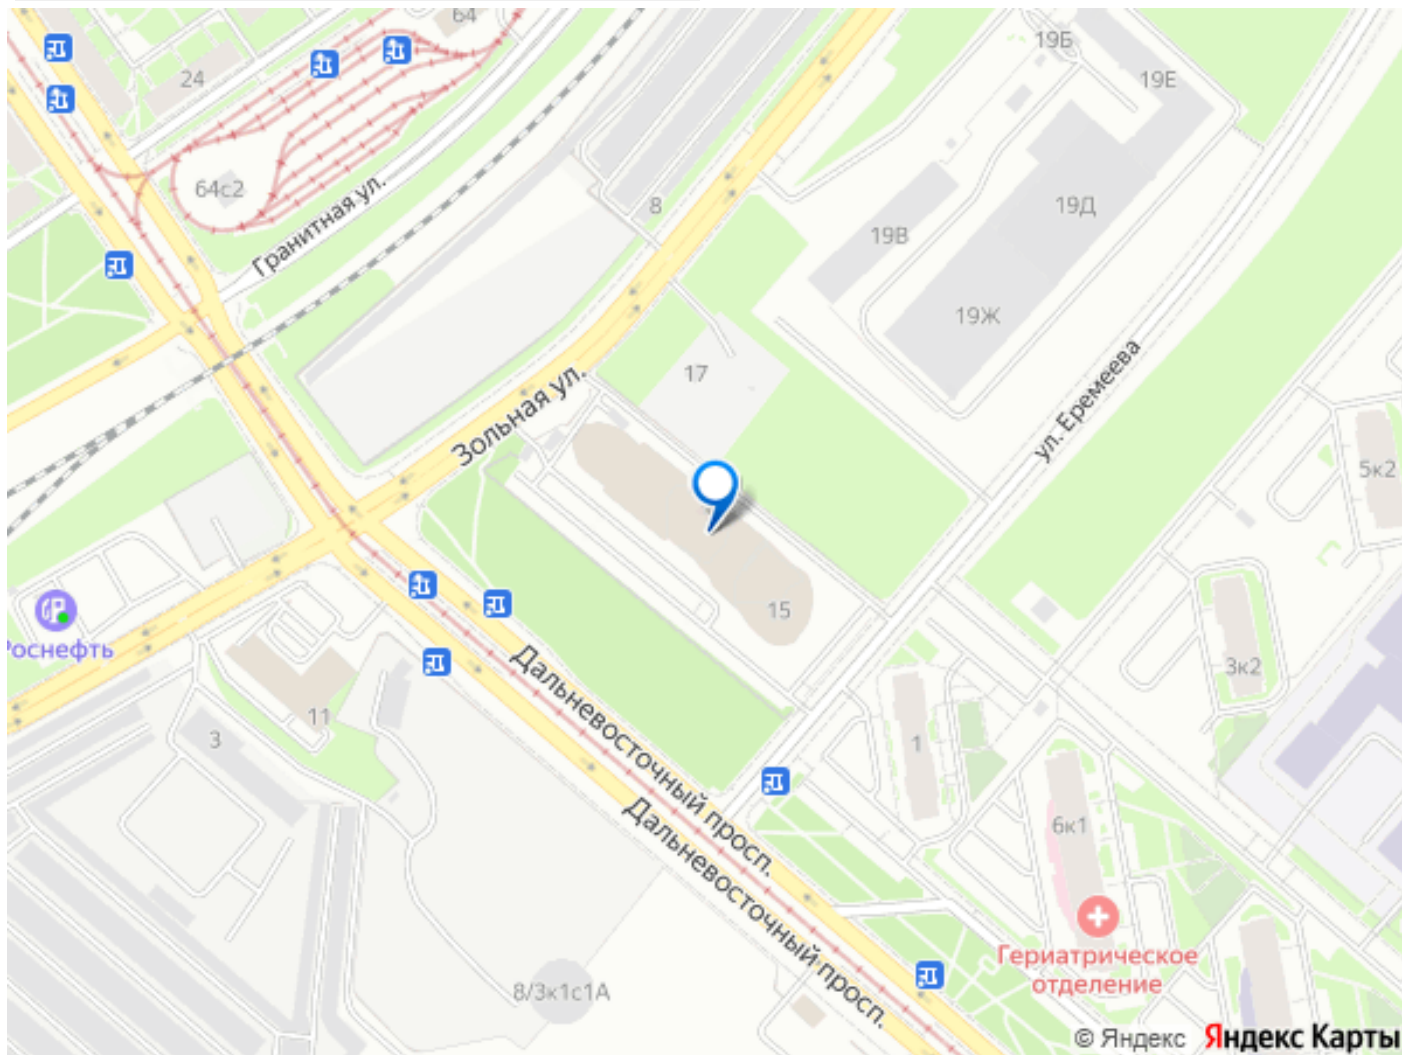 64
19Б
24
19Е
64с2
Гранитная ул.
8
19Д
19В
19Ж
ул. Еремеева
17
Зольная ул.
5к2
15
Роснефть
3к2
Дальневосточный просп.
11
3
1
Дальневосточный просп.
6к1
Гериатрическое
отделение
8/3к1с1А
© Яндекс Яндекс Карты